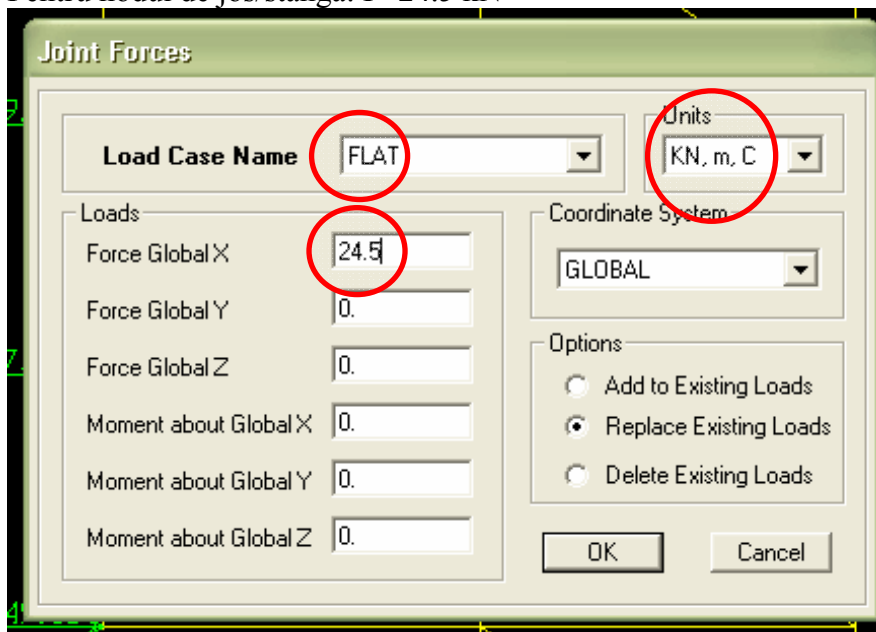 Joint Forces
Load Case Name FLAT
Units
KN, m, C
Loads
Force Global X 24.5
Force Global Y 0.
Force Global Z 0.
Moment about Global X 0.
Moment about Global Y 0.
Moment about Global Z 0.
Coordinate System
GLOBAL
Options
Add to Existing Loads
Replace Existing Loads
Delete Existing Loads
OK Cancel